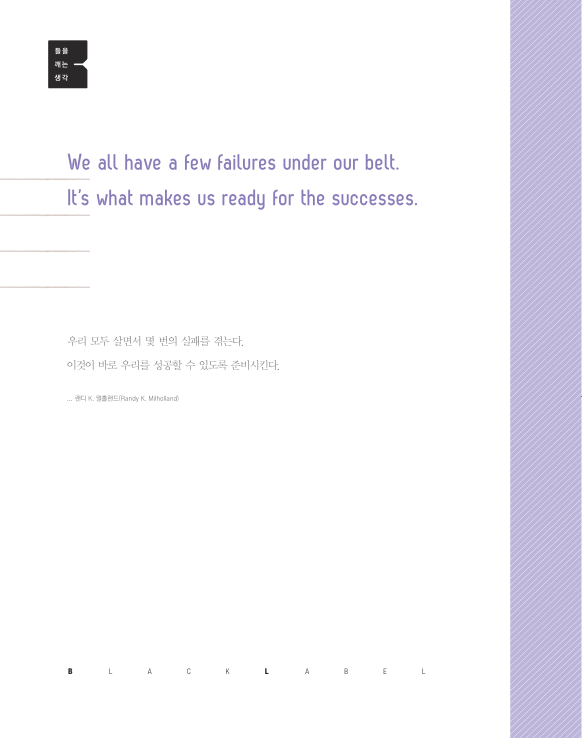 틀을
깨는
생각
We all have a few failures under our belt.
It's what makes us ready for the successes.
우리 모두 살면서 몇 번의 실패를 겪는다.
이것이 바로 우리를 성공할 수 있도록 준비시킨다.
... 랜디 K. 멀홀랜드(Randy K. Milholland)
BLACKLABEL